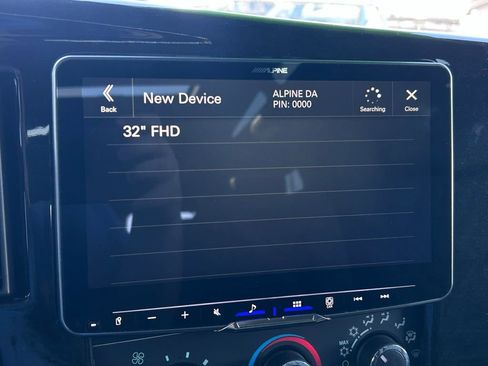 ALPINE
Back
New Device
ALPINE DA
PIN: 0000
Searching
Close
32" FHD
MAX